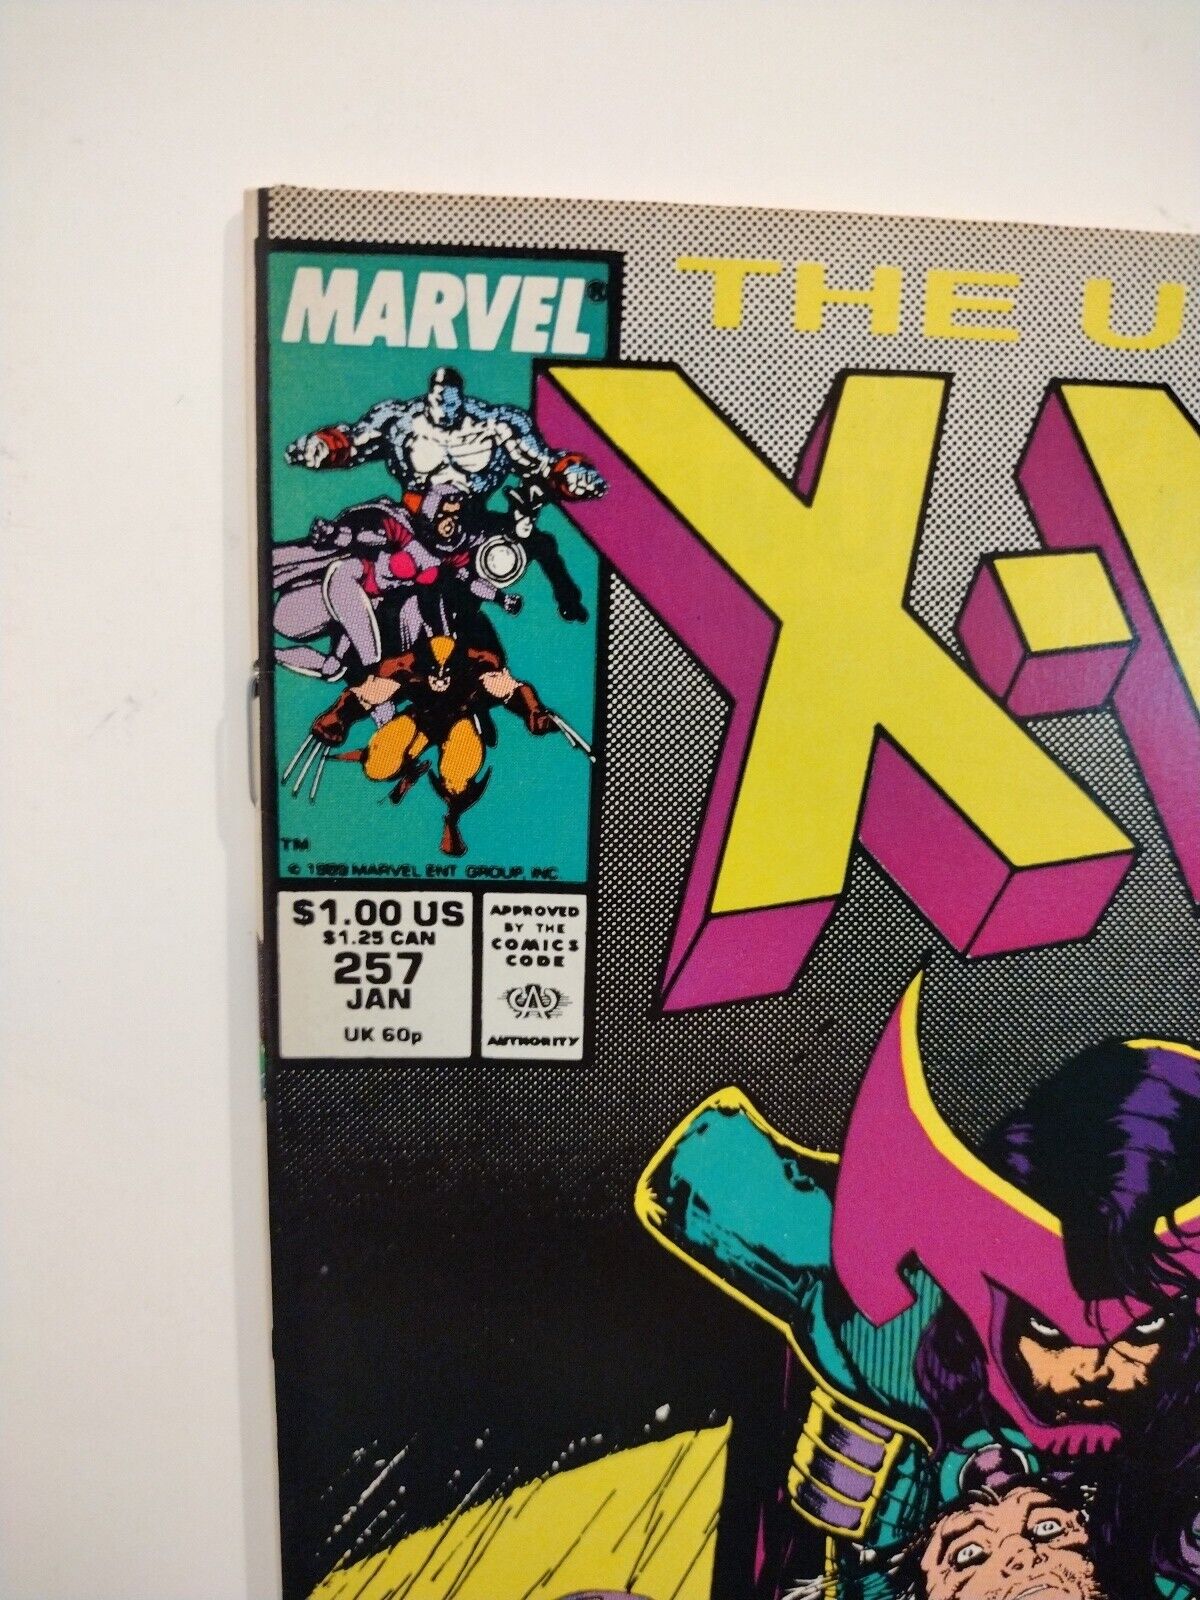 MARVEL®
THE U
X-
TM
© 1989 MARVEL ENT GROUP, INC.
$1.00 US
$1.25 CAN
257
JAN
UK 60p
APPROVED
BY THE
COMICS
CODE
AUTHORITY